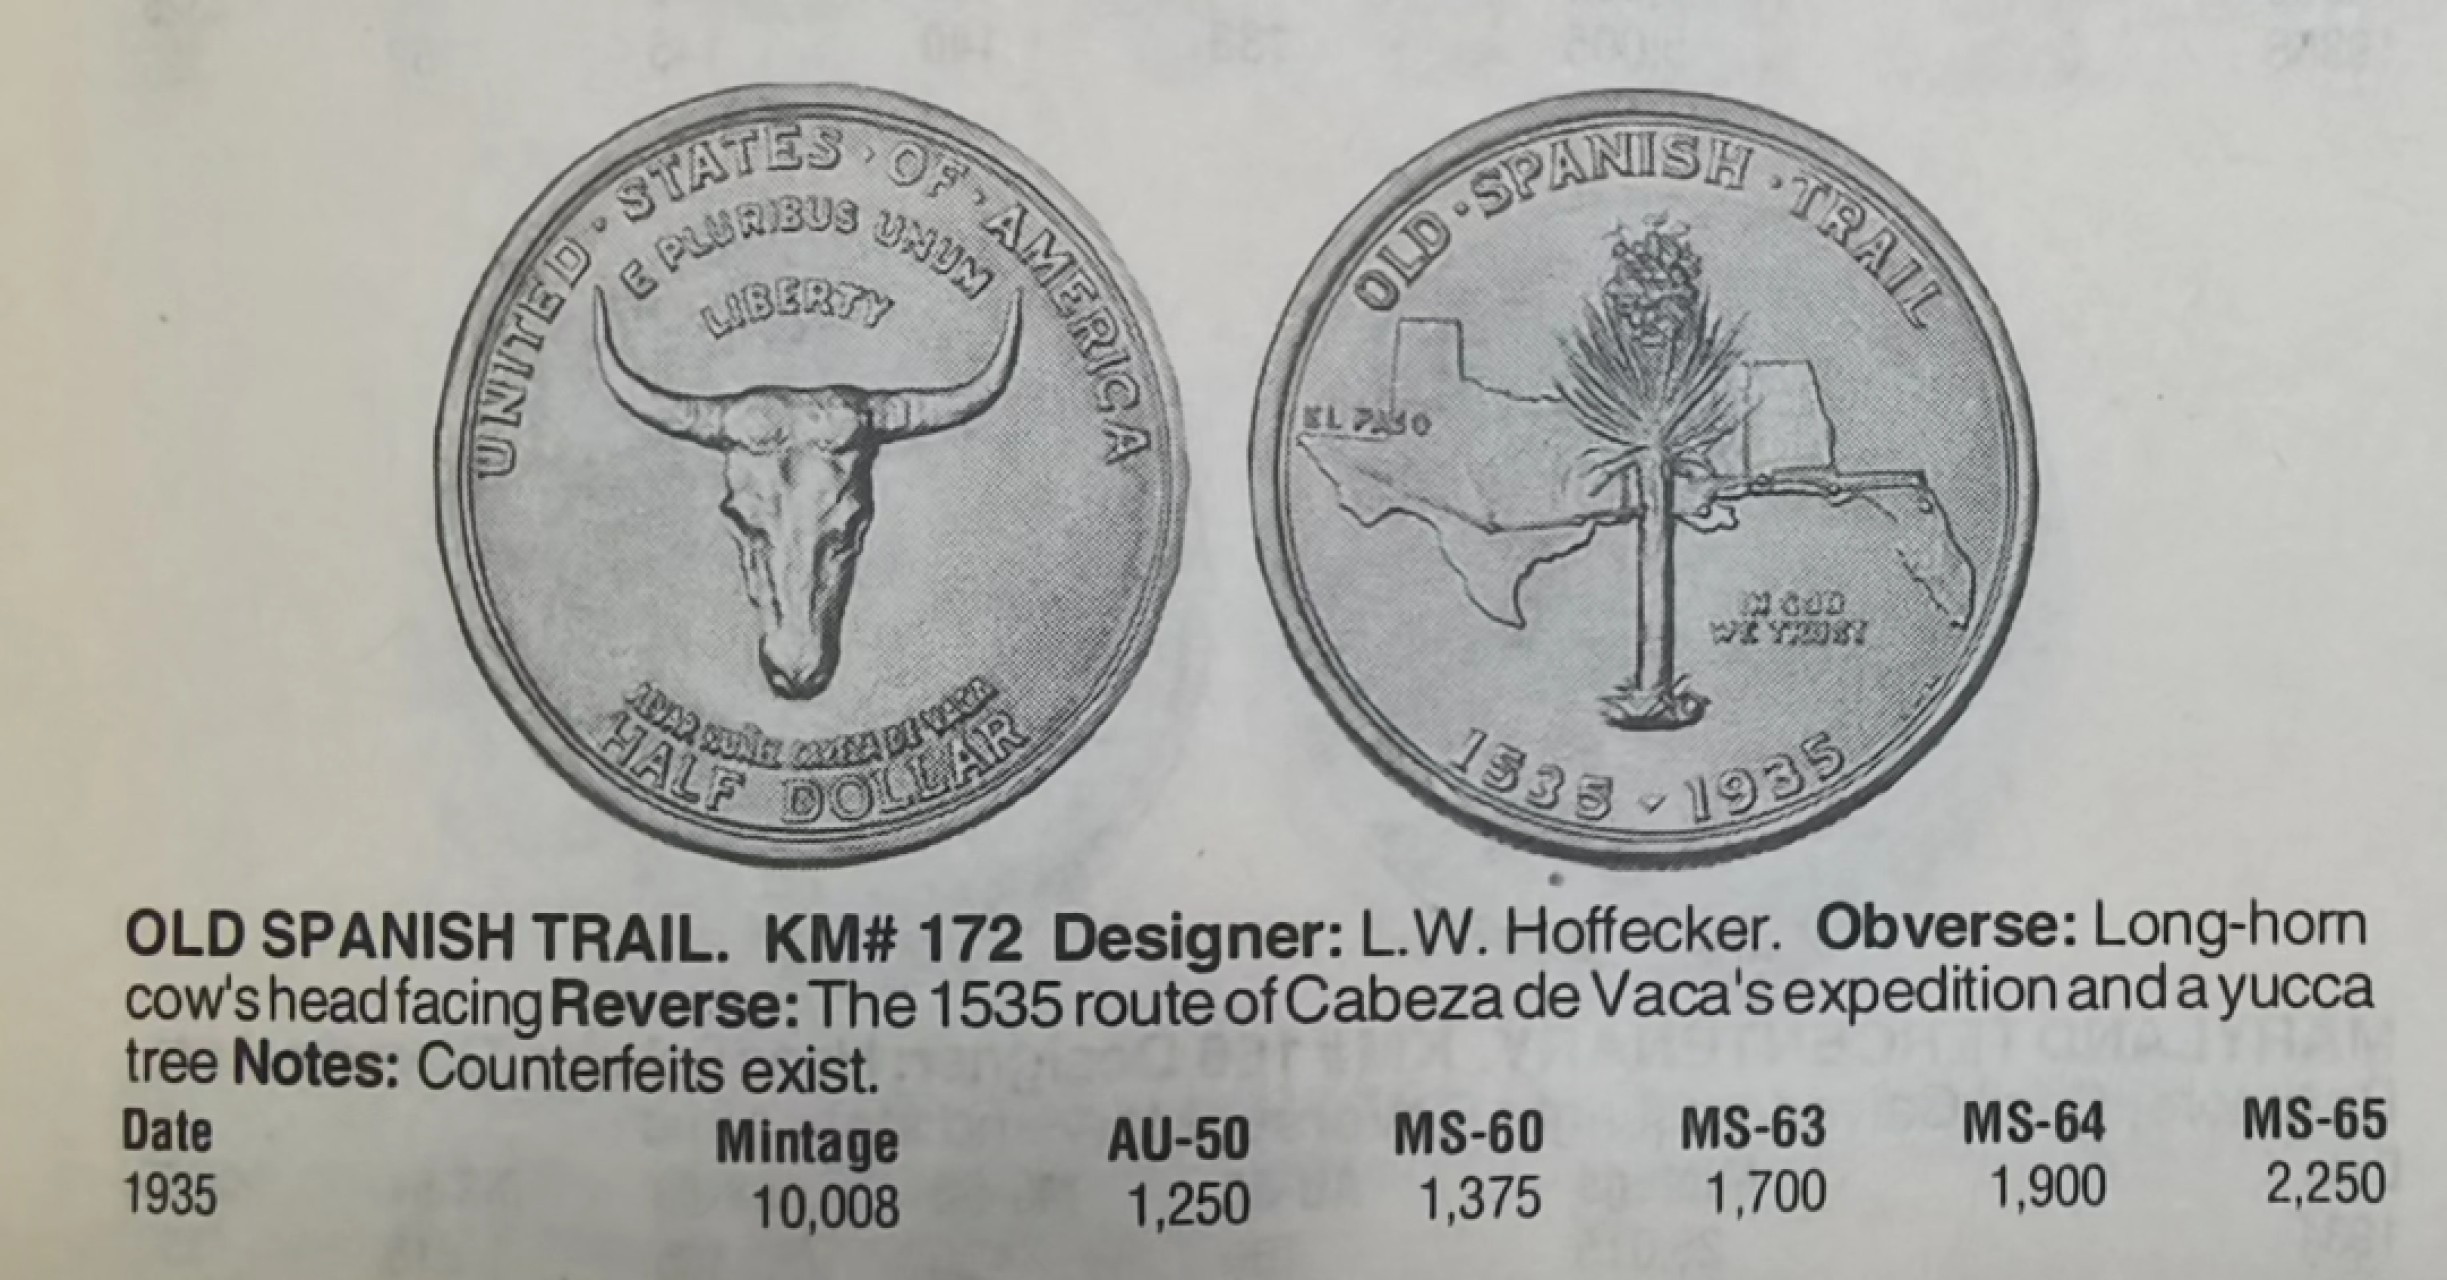 UNITED · STATES · OF · AMERICA
E PLURIBUS UNUM
LIBERTY
HALF DOLLAR
OLD · SPANISH · TRAIL
EL PASO
IN GOD
WE TRUST
1535 · 1935
OLD SPANISH TRAIL. KM# 172 Designer: L.W. Hoffecker. Obverse: Long-horn
cow's head facing Reverse: The 1535 route of Cabeza de Vaca's expedition and a yucca
tree Notes: Counterfeits exist.
Date Mintage AU-50 MS-60 MS-63 MS-64 MS-65
1935 10,008 1,250 1,375 1,700 1,900 2,250